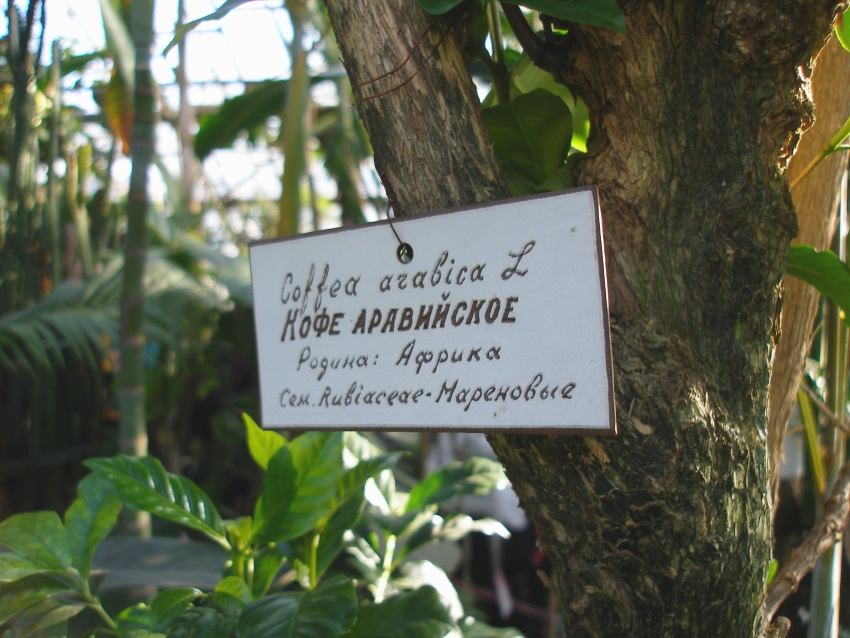 Coffea arabica L
КОФЕ АРАВИЙСКОЕ
Родина: Африка
Сем. Rubiaceae-Мареновые